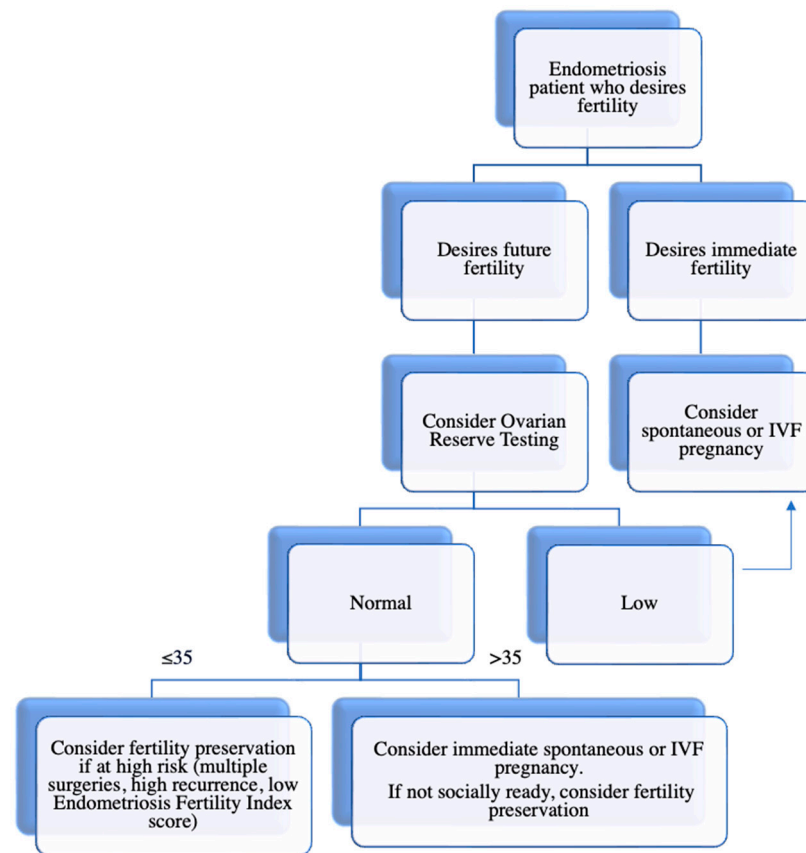 Endometriosis
patient who desires
fertility
Desires future
fertility
Desires immediate
fertility
Consider Ovarian
Reserve Testing
Consider
spontaneous or IVF
pregnancy
Normal
Low
≤35
>35
Consider fertility preservation
if at high risk (multiple
surgeries, high recurrence, low
Endometriosis Fertility Index
score)
Consider immediate spontaneous or IVF
pregnancy.
If not socially ready, consider fertility
preservation